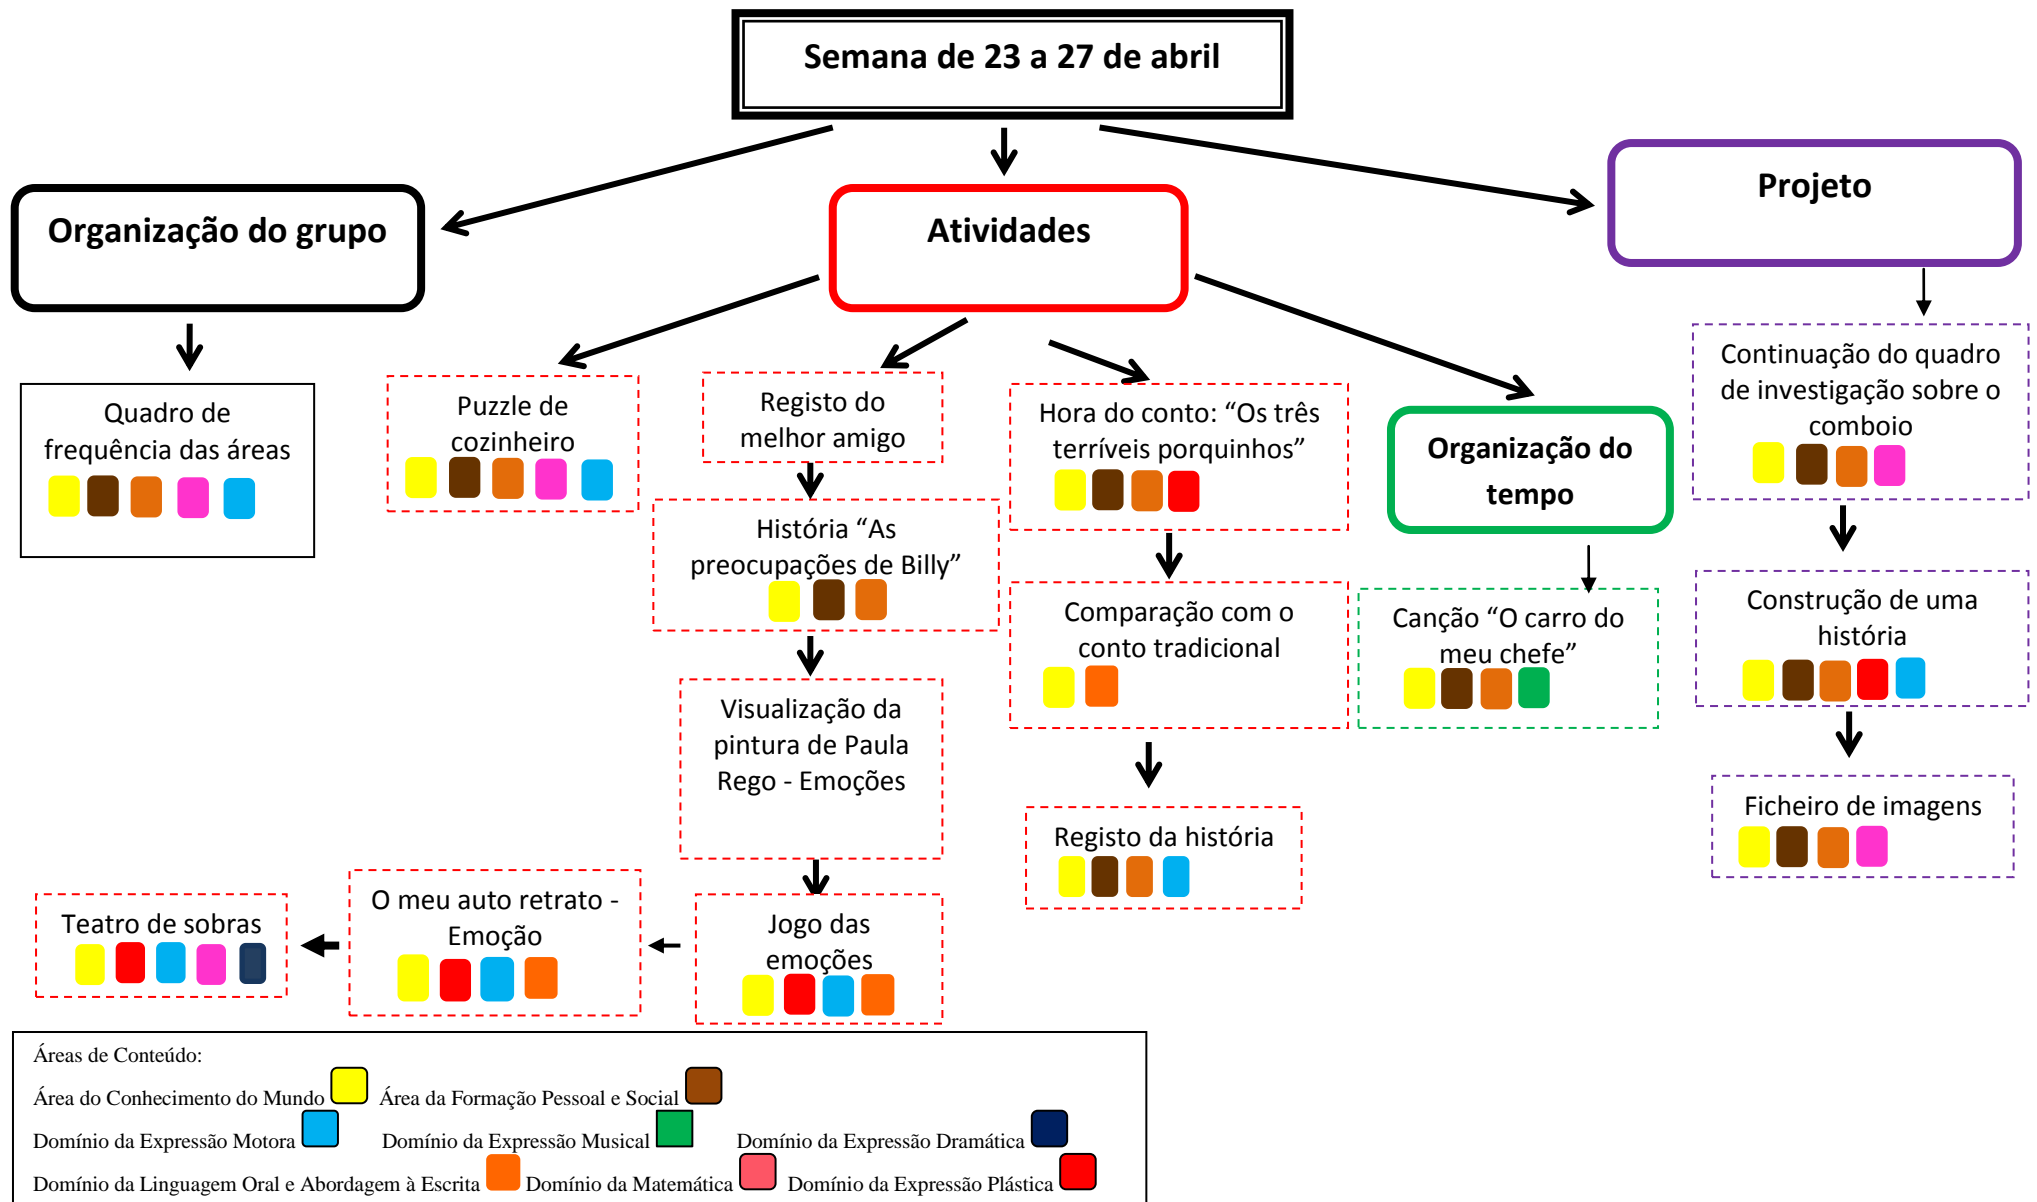 Semana de 23 a 27 de abril
Organização do grupo
Atividades
Projeto
Quadro de
frequência das áreas
Puzzle de
cozinheiro
Registo do
melhor amigo
História “As
preocupações de Billy”
Visualização da
pintura de Paula
Rego - Emoções
Jogo das
emoções
O meu auto retrato -
Emoção
Teatro de sobras
Hora do conto: “Os três
terríveis porquinhos”
Comparação com o
conto tradicional
Registo da história
Organização do
tempo
Canção “O carro do
meu chefe”
Continuação do quadro
de investigação sobre o
comboio
Construção de uma
história
Ficheiro de imagens
Áreas de Conteúdo:
Área do Conhecimento do Mundo Área da Formação Pessoal e Social
Domínio da Expressão Motora Domínio da Expressão Musical Domínio da Expressão Dramática
Domínio da Linguagem Oral e Abordagem à Escrita Domínio da Matemática Domínio da Expressão Plástica